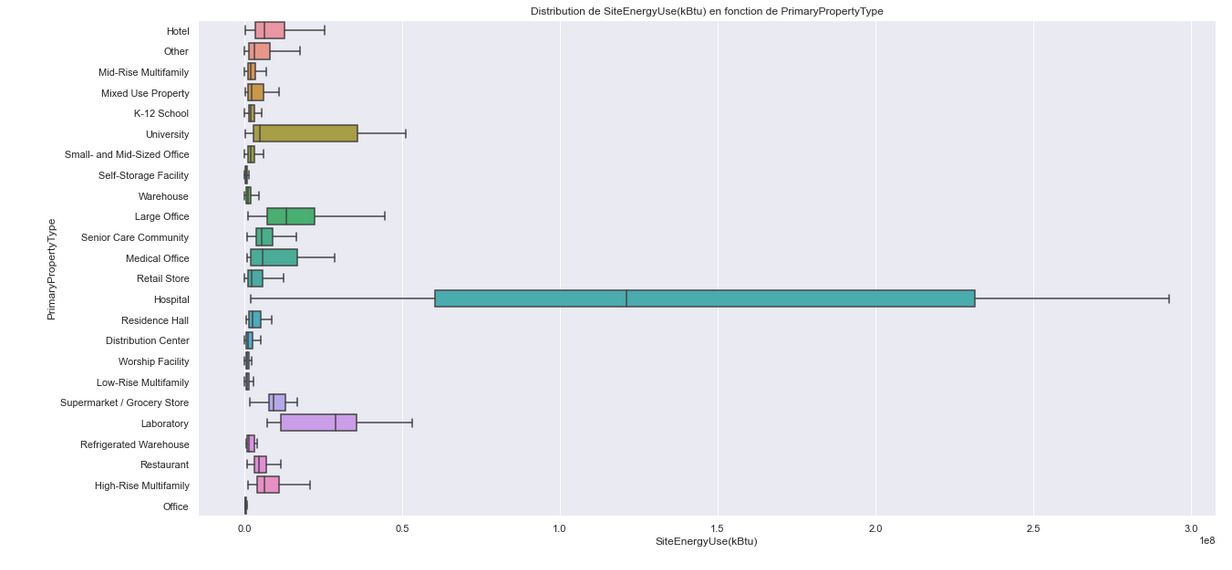 Distribution de SiteEnergyUse(kBtu) en fonction de PrimaryPropertyType
PrimaryPropertyType
Hotel
Other
Mid-Rise Multifamily
Mixed Use Property
K-12 School
University
Small- and Mid-Sized Office
Self-Storage Facility
Warehouse
Large Office
Senior Care Community
Medical Office
Retail Store
Hospital
Residence Hall
Distribution Center
Worship Facility
Low-Rise Multifamily
Supermarket / Grocery Store
Laboratory
Refrigerated Warehouse
Restaurant
High-Rise Multifamily
Office
0.0 0.5 1.0 1.5 2.0 2.5 3.0
SiteEnergyUse(kBtu)
1e8